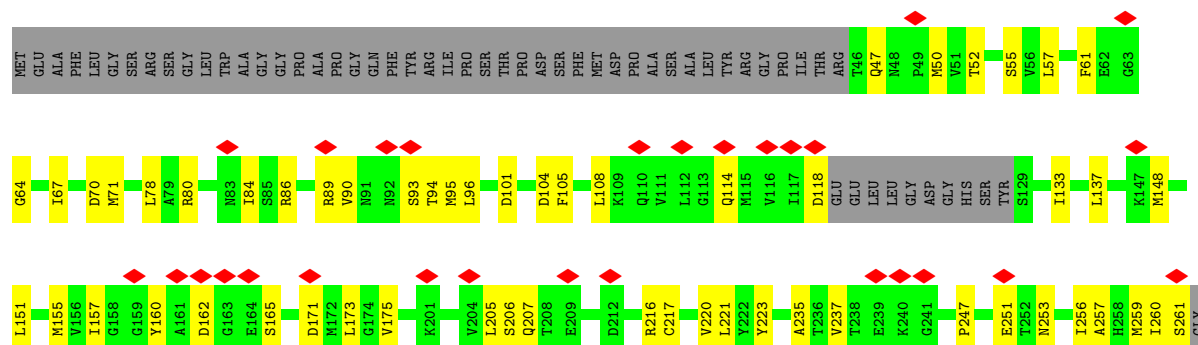 MET GLU ALA PHE LEU GLY SER ARG SER GLY LEU TRP ALA GLY GLY PRO ALA PRO GLY GLN PHE TYR ARG ILE PRO SER THR PRO ASP SER PHE MET ASP PRO ALA SER ALA LEU TYR ARG GLY PRO ILE THR ARG T46 Q47 N48 P49 M50 V51 T52 S55 V56 L57 F61 E62 G63
G64 I67 D70 M71 L78 A79 R80 N83 I84 S85 R86 R89 V90 N91 N92 S93 T94 M95 L96 D101 D104 F105 L108 K109 Q110 V111 L112 G113 Q114 M115 V116 I117 D118 GLU GLU LEU LEU GLY ASP GLY HIS SER TYR S129 I133 L137 K147 M148
L151 M155 V156 I157 G158 G159 Y160 A161 D162 G163 E164 S165 D171 M172 L173 G174 V175 K201 V204 L205 S206 Q207 T208 E209 D212 R216 C217 V220 L221 Y222 Y223 A235 T236 V237 T238 E239 K240 G241 P247 E251 T252 N253 I256 A257 H258 M259 I260 S261 GLY